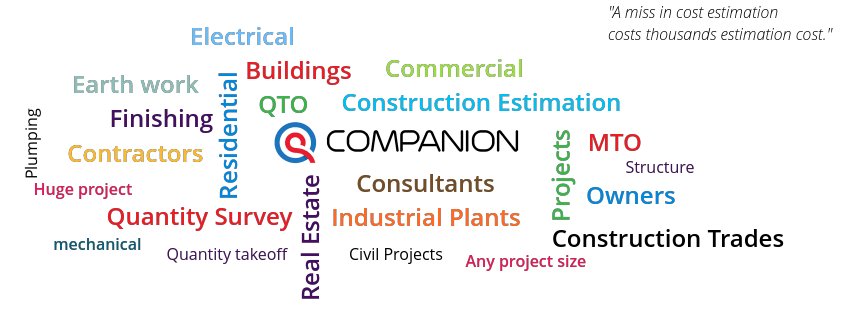 "A miss in cost estimation
costs thousands estimation cost."
Electrical
Buildings
Commercial
Earth work
Residential
QTO
Construction Estimation
Finishing
Plumping
COMPANION
Projects
MTO
Contractors
Structure
Huge project
Consultants
Owners
Real Estate
Quantity Survey
Industrial Plants
mechanical
Quantity takeoff
Civil Projects
Construction Trades
Any project size